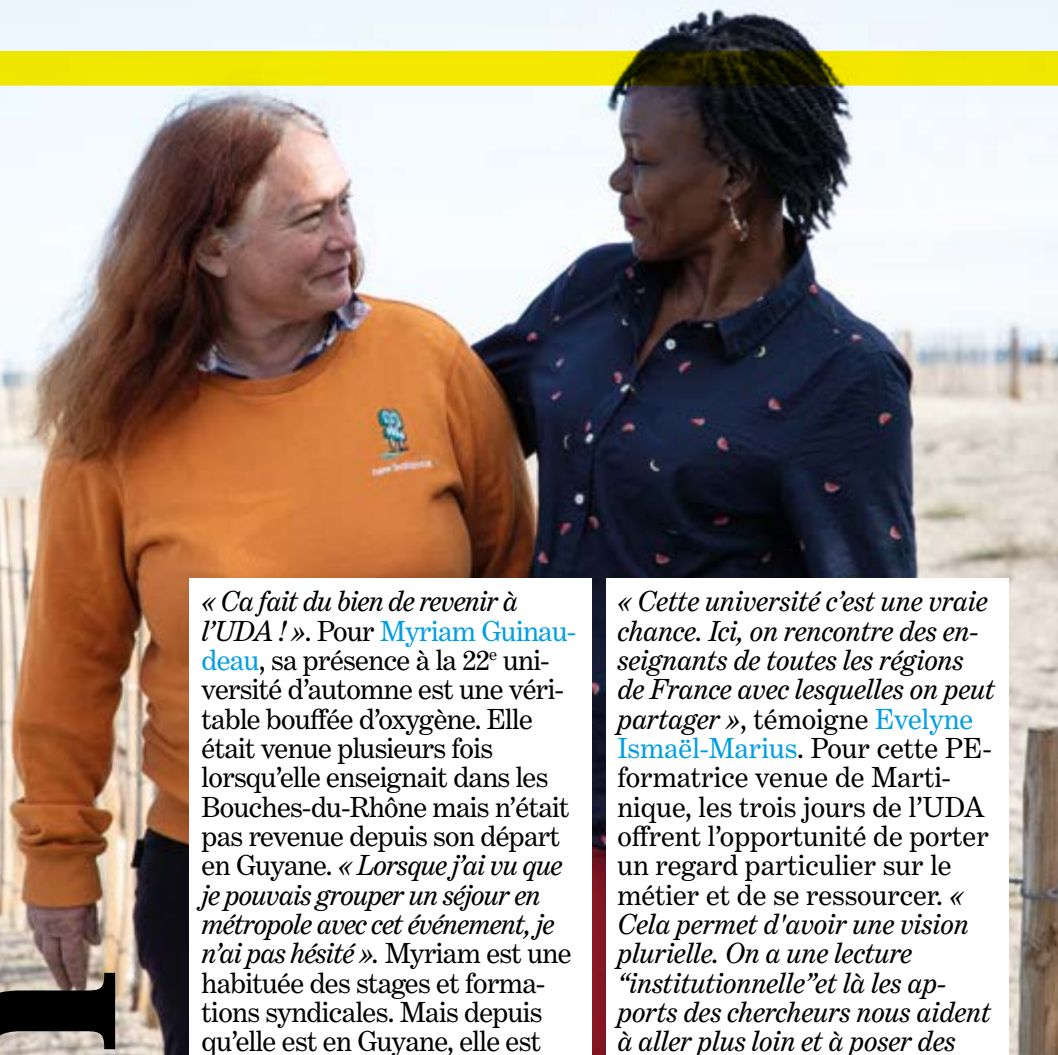 new balance
« Ca fait du bien de revenir à
l’UDA ! ». Pour Myriam Guinau-
deau, sa présence à la 22e uni-
versité d’automne est une véri-
table bouffée d’oxygène. Elle
était venue plusieurs fois
lorsqu’elle enseignait dans les
Bouches-du-Rhône mais n’était
pas revenue depuis son départ
en Guyane. « Lorsque j’ai vu que
je pouvais grouper un séjour en
métropole avec cet événement, je
n’ai pas hésité ». Myriam est une
habituée des stages et forma-
tions syndicales. Mais depuis
qu’elle est en Guyane, elle est
« Cette université c’est une vraie
chance. Ici, on rencontre des en-
seignants de toutes les régions
de France avec lesquelles on peut
partager », témoigne Evelyne
Ismaël-Marius. Pour cette PE-
formatrice venue de Marti-
nique, les trois jours de l’UDA
offrent l’opportunité de porter
un regard particulier sur le
métier et de se ressourcer. «
Cela permet d'avoir une vision
plurielle. On a une lecture
“institutionnelle”et là les ap-
ports des chercheurs nous aident
à aller plus loin et à poser des